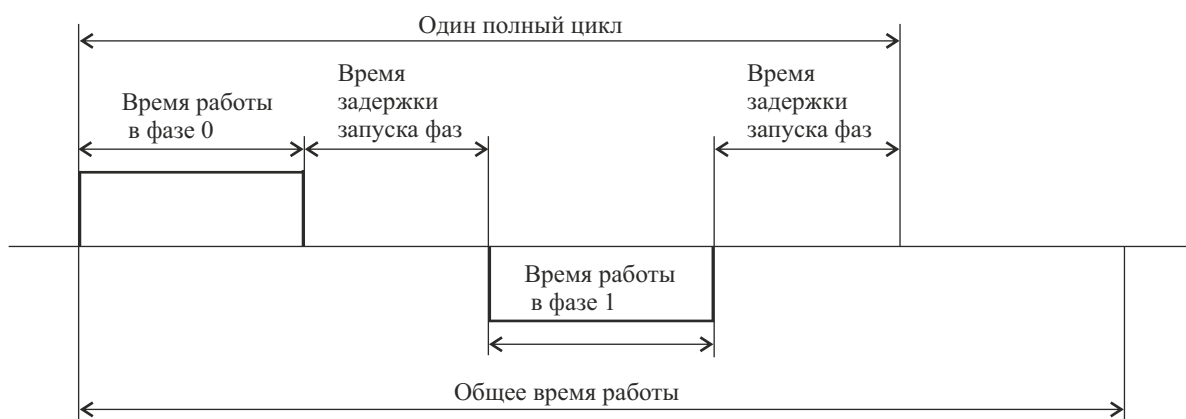 Один полный цикл
Время работы
в фазе 0
Время
задержки
запуска фаз
Время
задержки
запуска фаз
Время работы
в фазе 1
Общее время работы